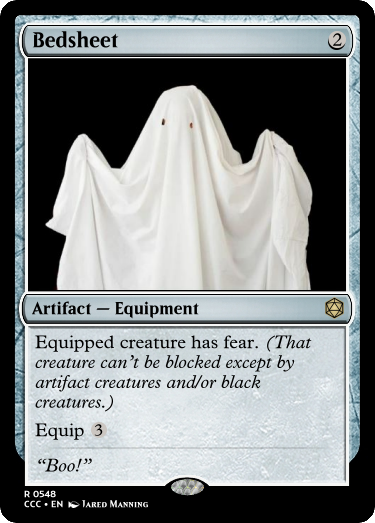 Bedsheet 2
Artifact — Equipment
Equipped creature has fear. (That
creature can't be blocked except by
artifact creatures and/or black
creatures.)
Equip 3
“Boo!”
R 0548
CCC • EN Jared Manning